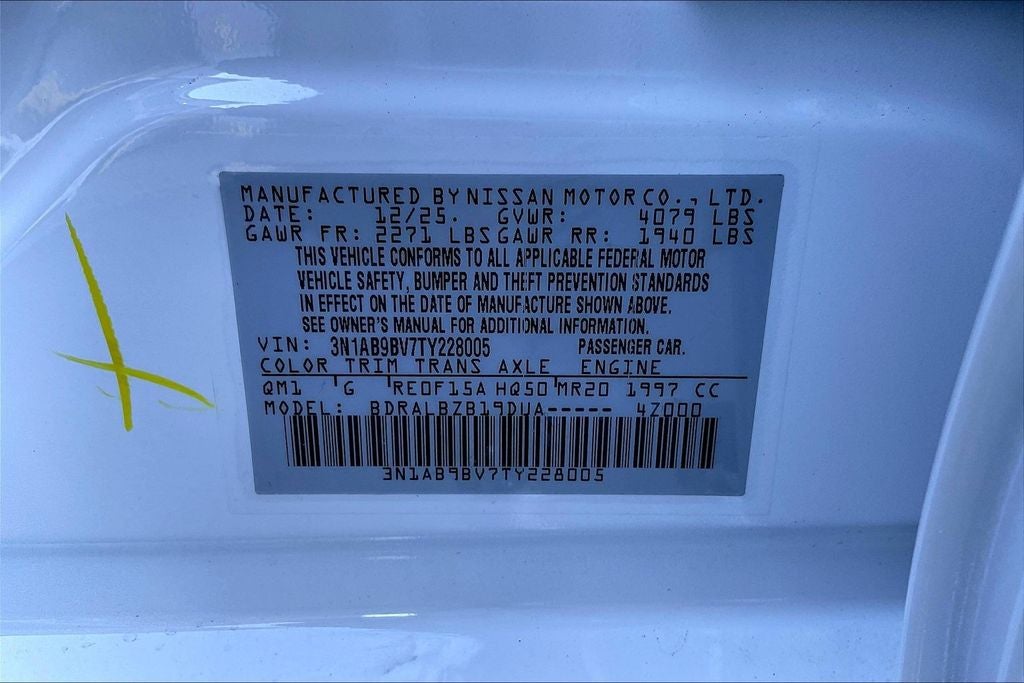 MANUFACTURED BY NISSAN MOTOR CO., LTD.
DATE: 12/25. GVWR: 4079 LBS
GAWR FR: 2271 LBS GAWR RR: 1940 LBS
THIS VEHICLE CONFORMS TO ALL APPLICABLE FEDERAL MOTOR
VEHICLE SAFETY, BUMPER AND THEFT PREVENTION STANDARDS
IN EFFECT ON THE DATE OF MANUFACTURE SHOWN ABOVE.
SEE OWNER'S MANUAL FOR ADDITIONAL INFORMATION.
VIN: 3N1AB9BV7TY228005 PASSENGER CAR.
COLOR TRIM TRANS AXLE ENGINE
QM1 'G 'RE0F15A HQ50'MR20 1997 CC
MODEL: BDRALBZB19DUA----- 4Z000
3N1AB9BV7TY228005